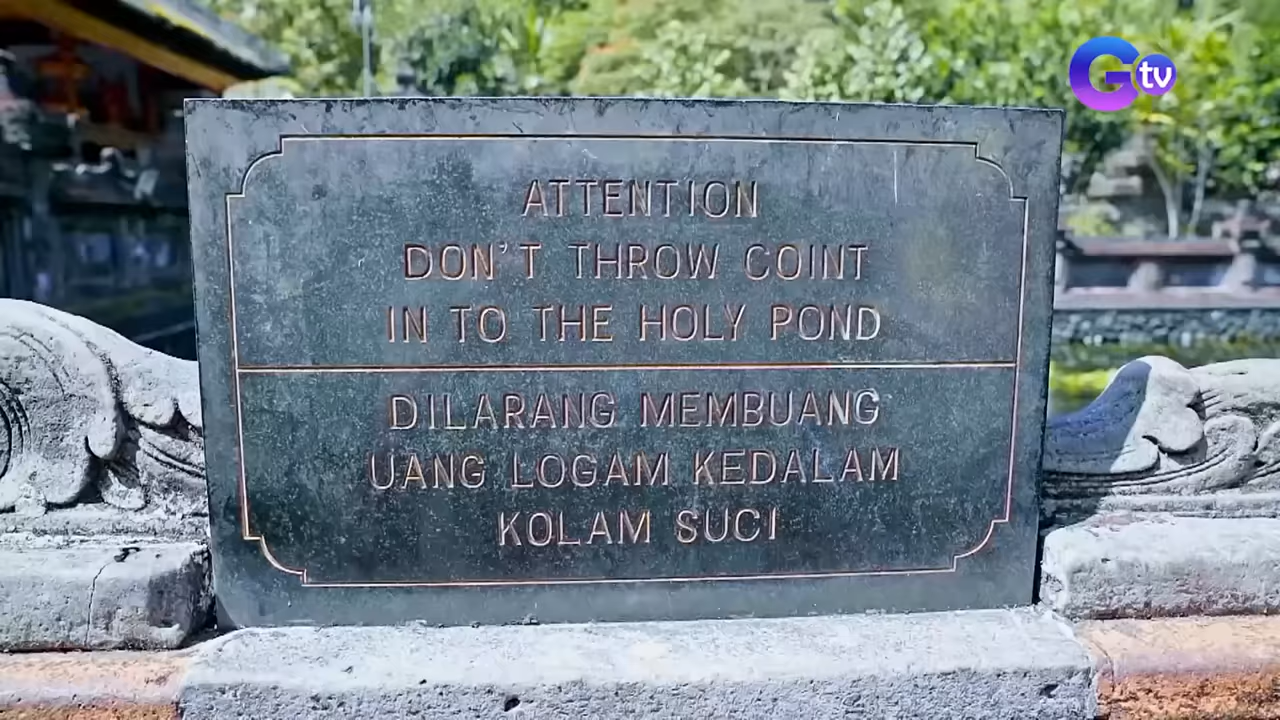 Gtv
ATTENTION
DON'T THROW COINT
IN TO THE HOLY POND
DILARANG MEMBUANG
UANG LOGAM KEDALAM
KOLAM SUCI